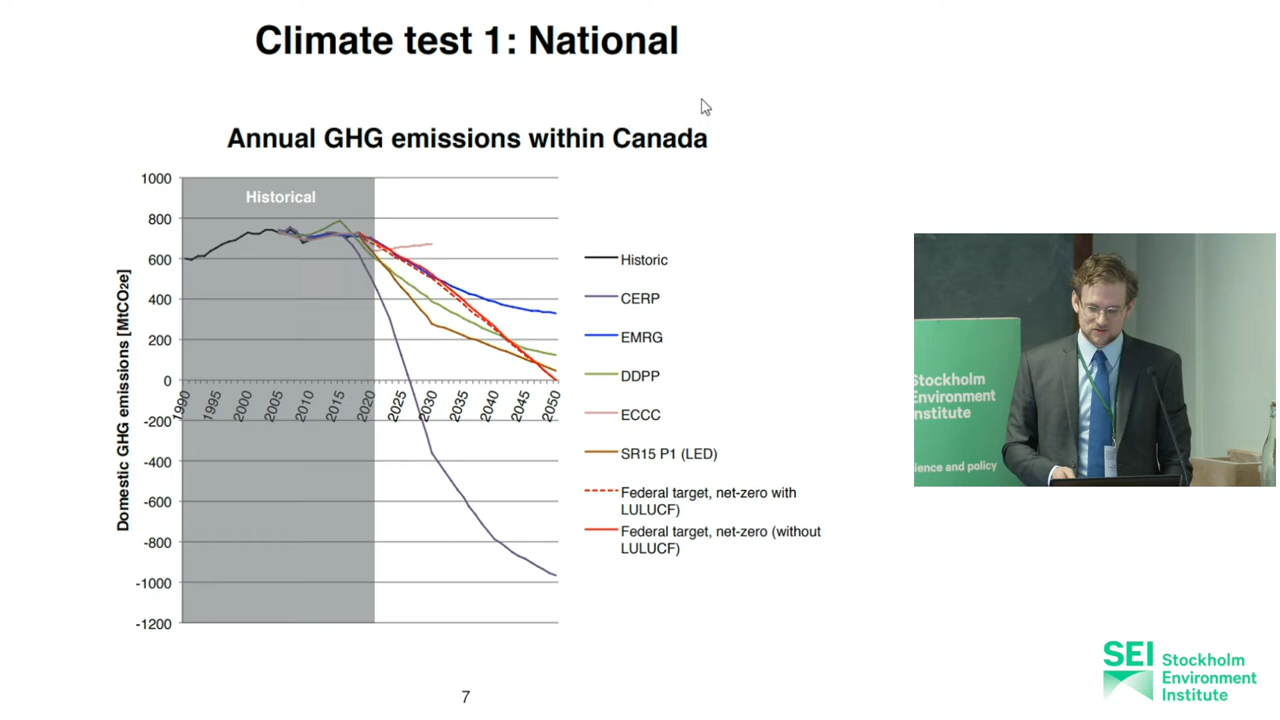 Climate test 1: National
Annual GHG emissions within Canada
Domestic GHG emissions [MtCO2e]
1000
800
600
400
200
0
-200
-400
-600
-800
-1000
-1200
Historical
1990
1995
2000
2005
2010
2015
2020
2025
2030
2035
2040
2045
2050
Historic
CERP
EMRG
DDPP
ECCC
SR15 P1 (LED)
Federal target, net-zero with
LULUCF)
Federal target, net-zero (without
LULUCF)
Stockholm
Environment
Institute
ience and policy
SEI Stockholm
Environment
Institute
7